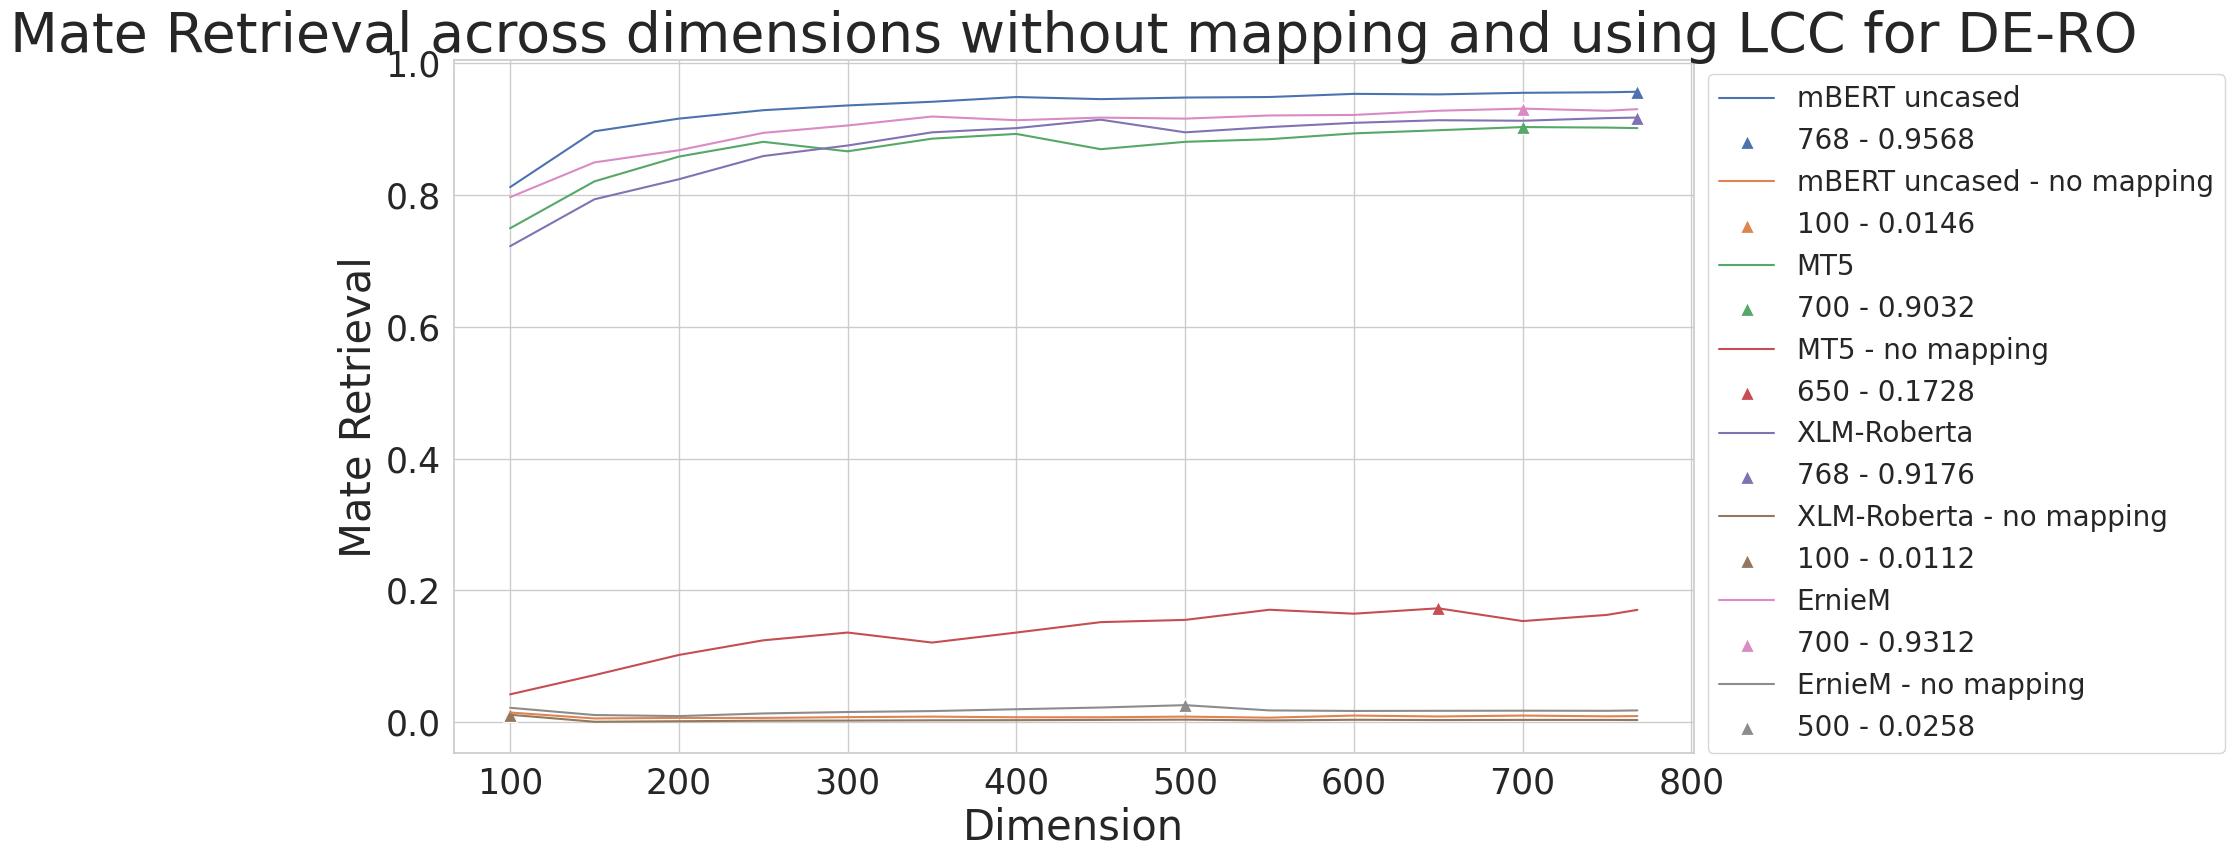 Mate Retrieval across dimensions without mapping and using LCC for DE-RO
1.0
0.8
0.6
0.4
0.2
0.0
Mate Retrieval
100 200 300 400 500 600 700 800
Dimension
mBERT uncased
768 - 0.9568
mBERT uncased - no mapping
100 - 0.0146
MT5
700 - 0.9032
MT5 - no mapping
650 - 0.1728
XLM-Roberta
768 - 0.9176
XLM-Roberta - no mapping
100 - 0.0112
ErnieM
700 - 0.9312
ErnieM - no mapping
500 - 0.0258